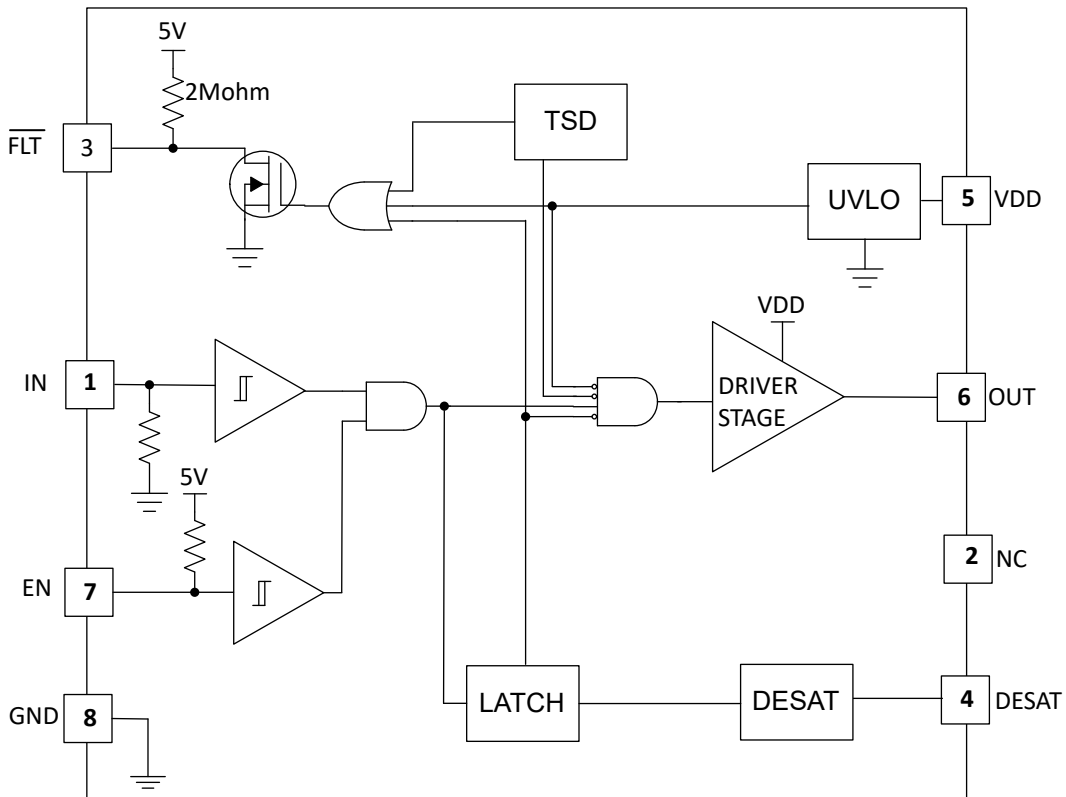 5V
2Mohm
FLT
3
TSD
UVLO
5
VDD
VDD
IN
1
DRIVER
STAGE
6
OUT
5V
2
NC
EN
7
LATCH
DESAT
4
DESAT
GND
8